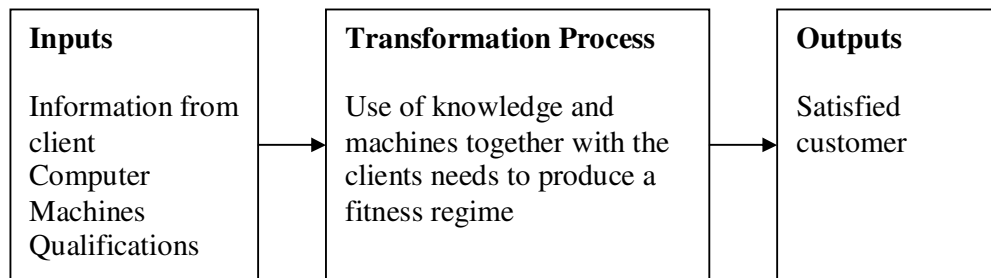 Inputs
Information from
client
Computer
Machines
Qualifications
Transformation Process
Use of knowledge and
machines together with the
clients needs to produce a
fitness regime
Outputs
Satisfied
customer